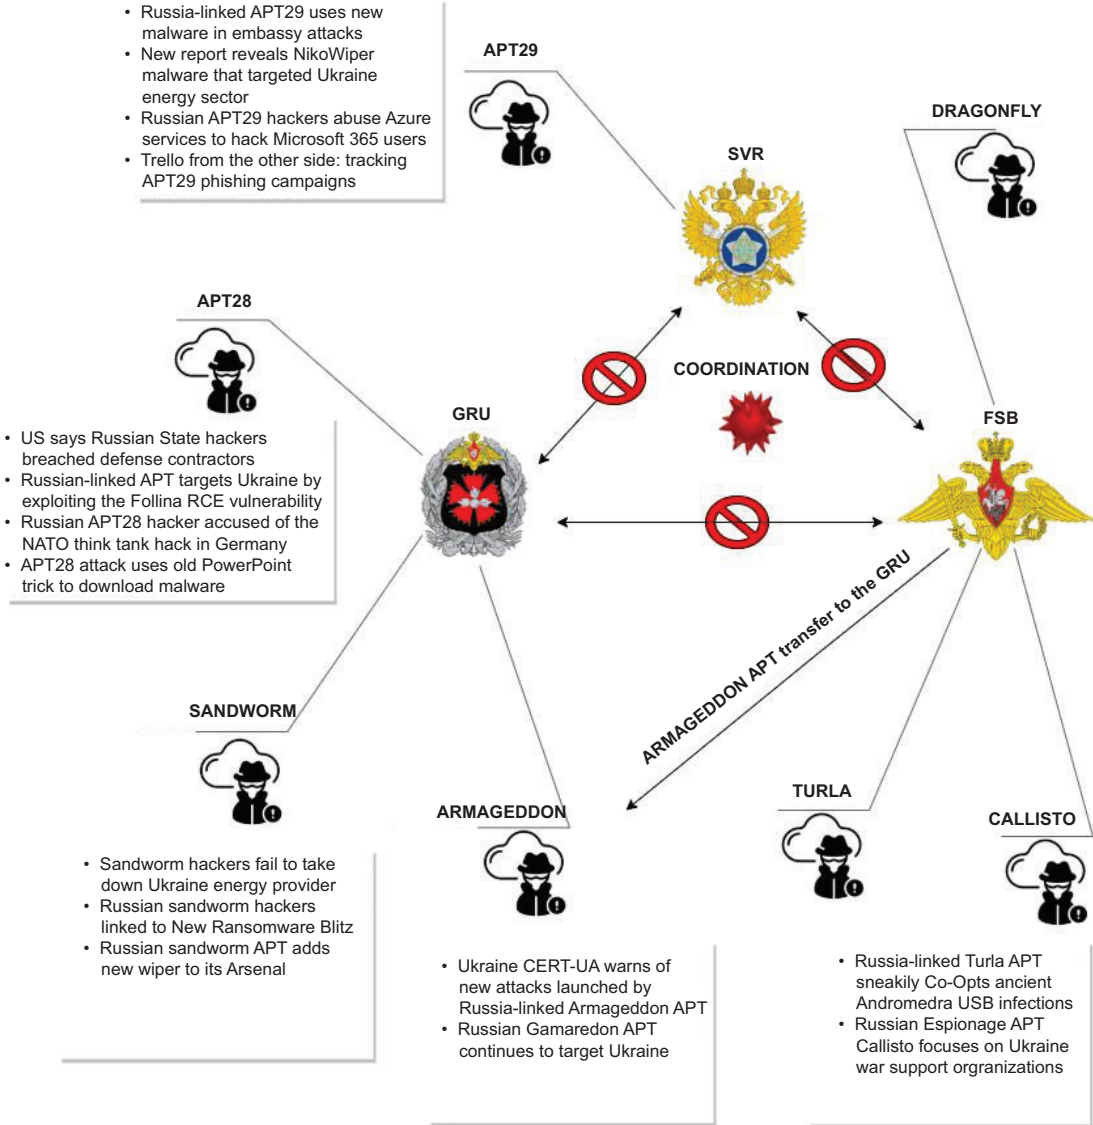 • Russia-linked APT29 uses new
malware in embassy attacks
• New report reveals NikoWiper
malware that targeted Ukraine
energy sector
• Russian APT29 hackers abuse Azure
services to hack Microsoft 365 users
• Trello from the other side: tracking
APT29 phishing campaigns
APT29
DRAGONFLY
SVR
APT28
COORDINATION
GRU
FSB
• US says Russian State hackers
breached defense contractors
• Russian-linked APT targets Ukraine by
exploiting the Follina RCE vulnerability
• Russian APT28 hacker accused of the
NATO think tank hack in Germany
• APT28 attack uses old PowerPoint
trick to download malware
ARMAGEDDON APT transfer to the GRU
SANDWORM
ARMAGEDDON
TURLA
CALLISTO
• Sandworm hackers fail to take
down Ukraine energy provider
• Russian sandworm hackers
linked to New Ransomware Blitz
• Russian sandworm APT adds
new wiper to its Arsenal
• Ukraine CERT-UA warns of
new attacks launched by
Russia-linked Armageddon APT
• Russian Gamaredon APT
continues to target Ukraine
• Russia-linked Turla APT
sneakily Co-Opts ancient
Andromedra USB infections
• Russian Espionage APT
Callisto focuses on Ukraine
war support orgranizations